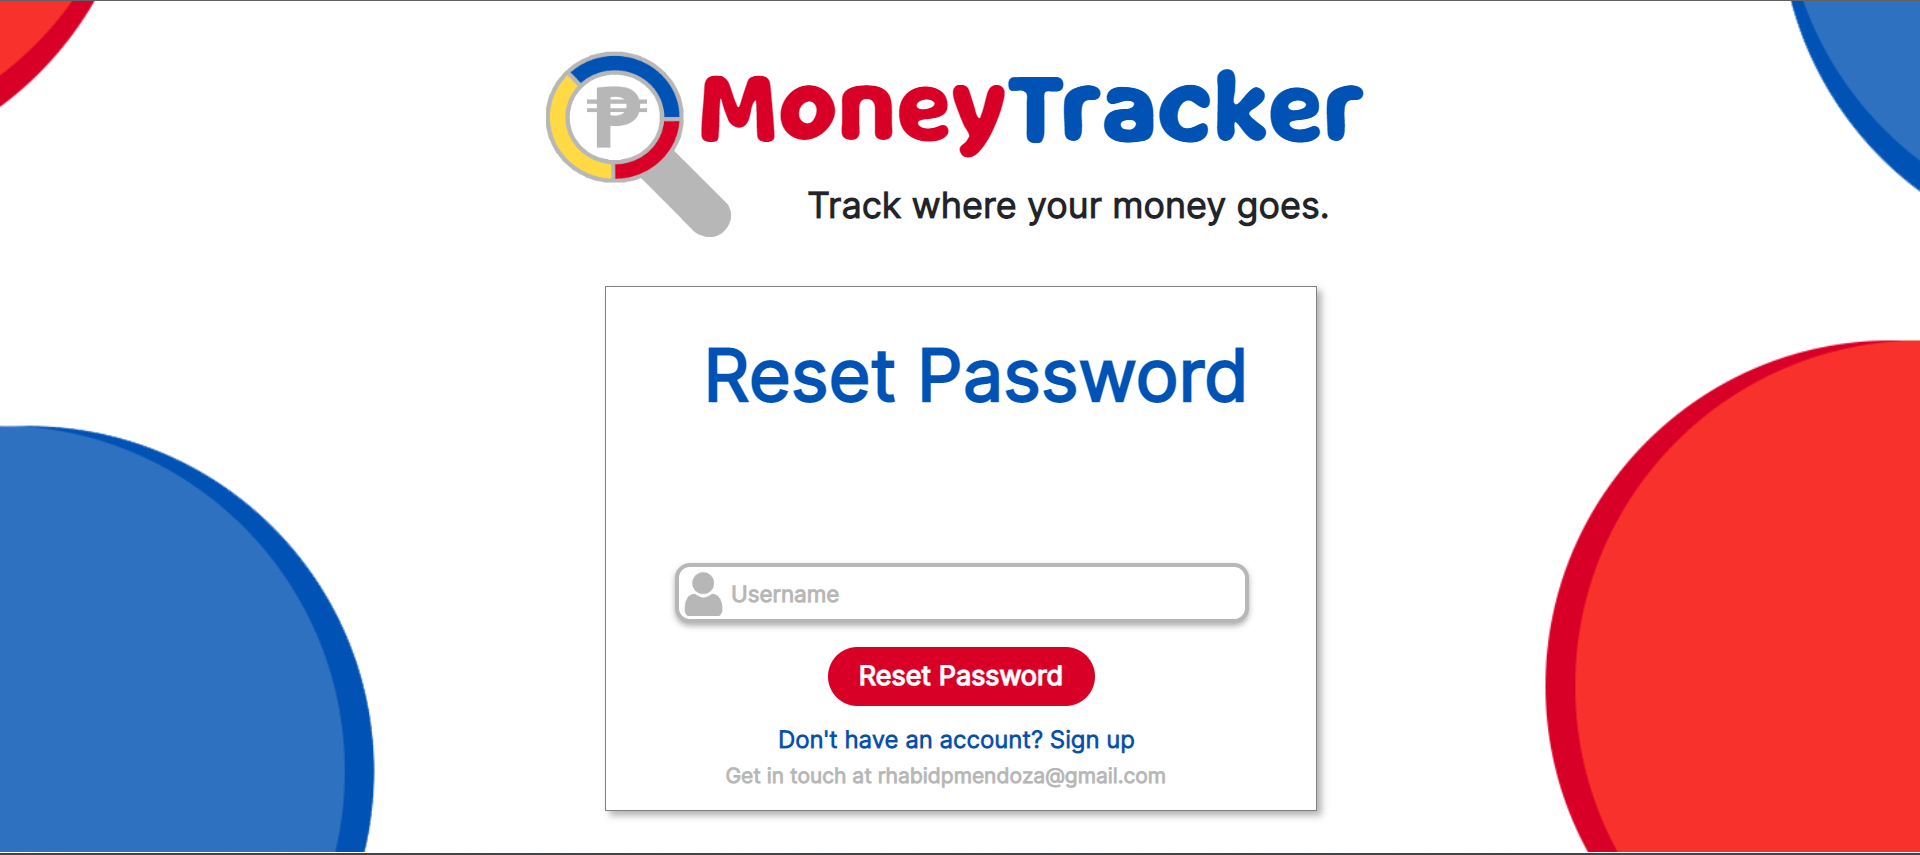 ₱
MoneyTracker
Track where your money goes.
Reset Password
Username
Reset Password
Don't have an account? Sign up
Get in touch at rhabidpmendoza@gmail.com